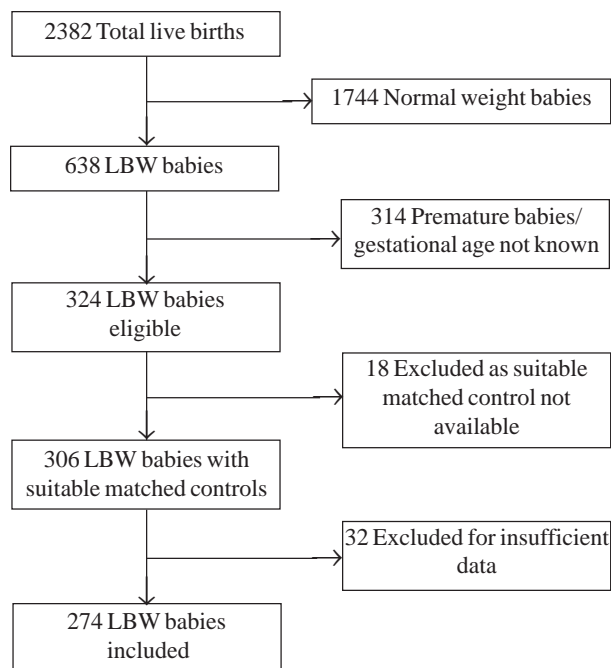 2382 Total live births
1744 Normal weight babies
638 LBW babies
314 Premature babies/
gestational age not known
324 LBW babies
eligible
18 Excluded as suitable
matched control not
available
306 LBW babies with
suitable matched controls
32 Excluded for insufficient
data
274 LBW babies
included